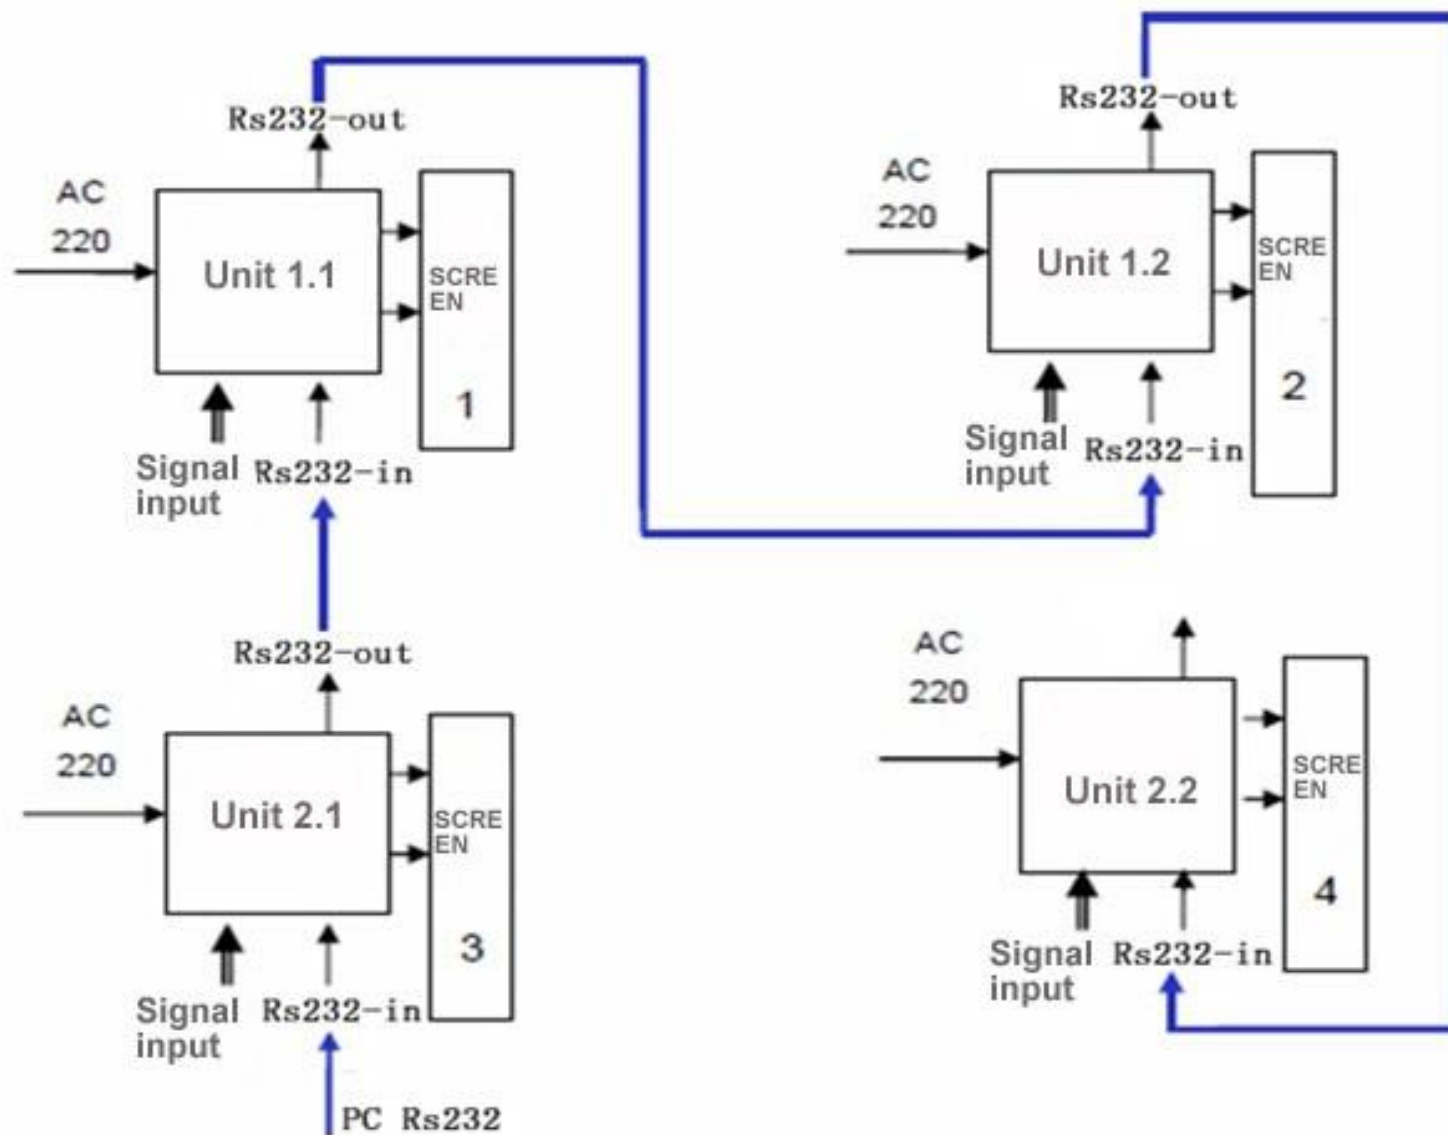 Rs232-out
AC
220
Unit 1.1
SCRE
EN
1
Signal
input
Rs232-in
Rs232-out
AC
220
Unit 1.2
SCRE
EN
2
Signal
input
Rs232-in
Rs232-out
AC
220
Unit 2.1
SCRE
EN
3
Signal
input
Rs232-in
PC Rs232
AC
220
Unit 2.2
SCRE
EN
4
Signal
input
Rs232-in